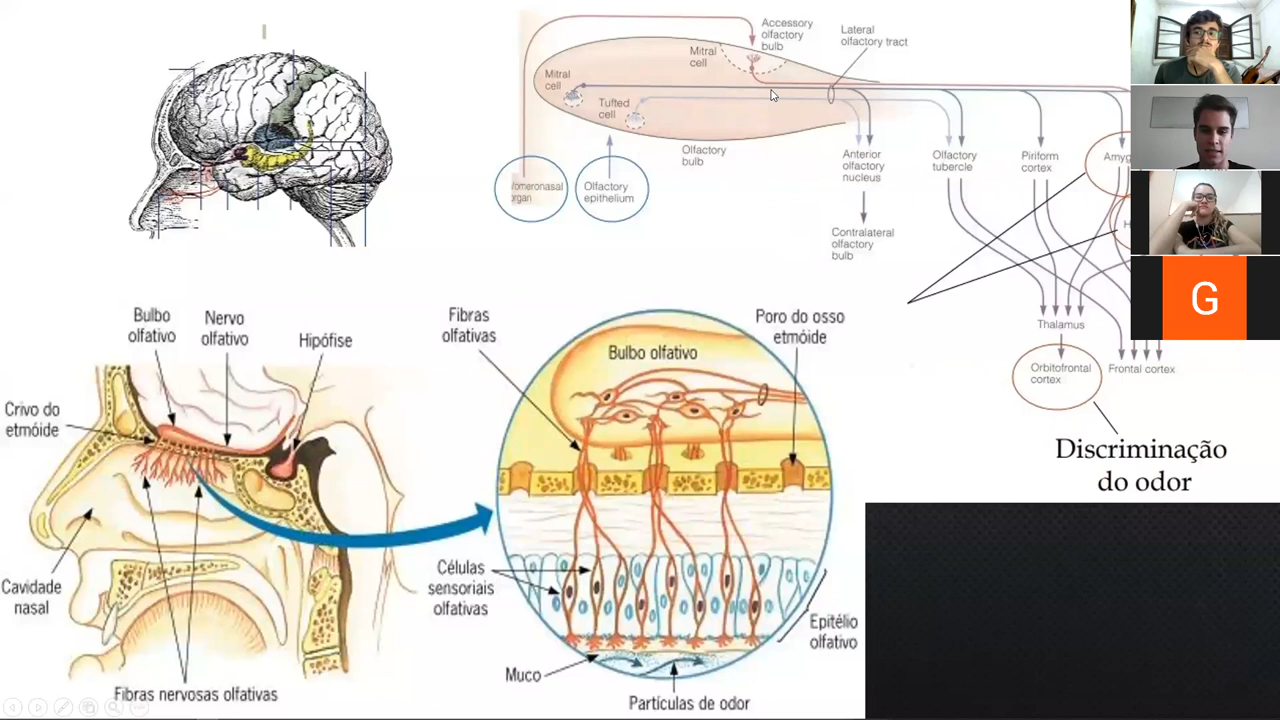 Accessory
olfactory
bulb
Lateral
olfactory tract
Mitral
cell
Mitral
cell
Tufted
cell
Olfactory
bulb
Vomeronasal
organ
Olfactory
epithelium
Anterior
olfactory
nucleus
Olfactory
tubercle
Piriform
cortex
Amyg
H
Contralateral
olfactory
bulb
Thalamus
Orbitofrontal
cortex
Frontal cortex
Discriminação
do odor
G
Bulbo
olfativo
Nervo
olfativo
Hipófise
Crivo do
etmóide
Cavidade
nasal
Fibras nervosas olfativas
Fibras
olfativas
Bulbo olfativo
Poro do osso
etmóide
Células
sensoriais
olfativas
Epitélio
olfativo
Muco
Partículas de odor